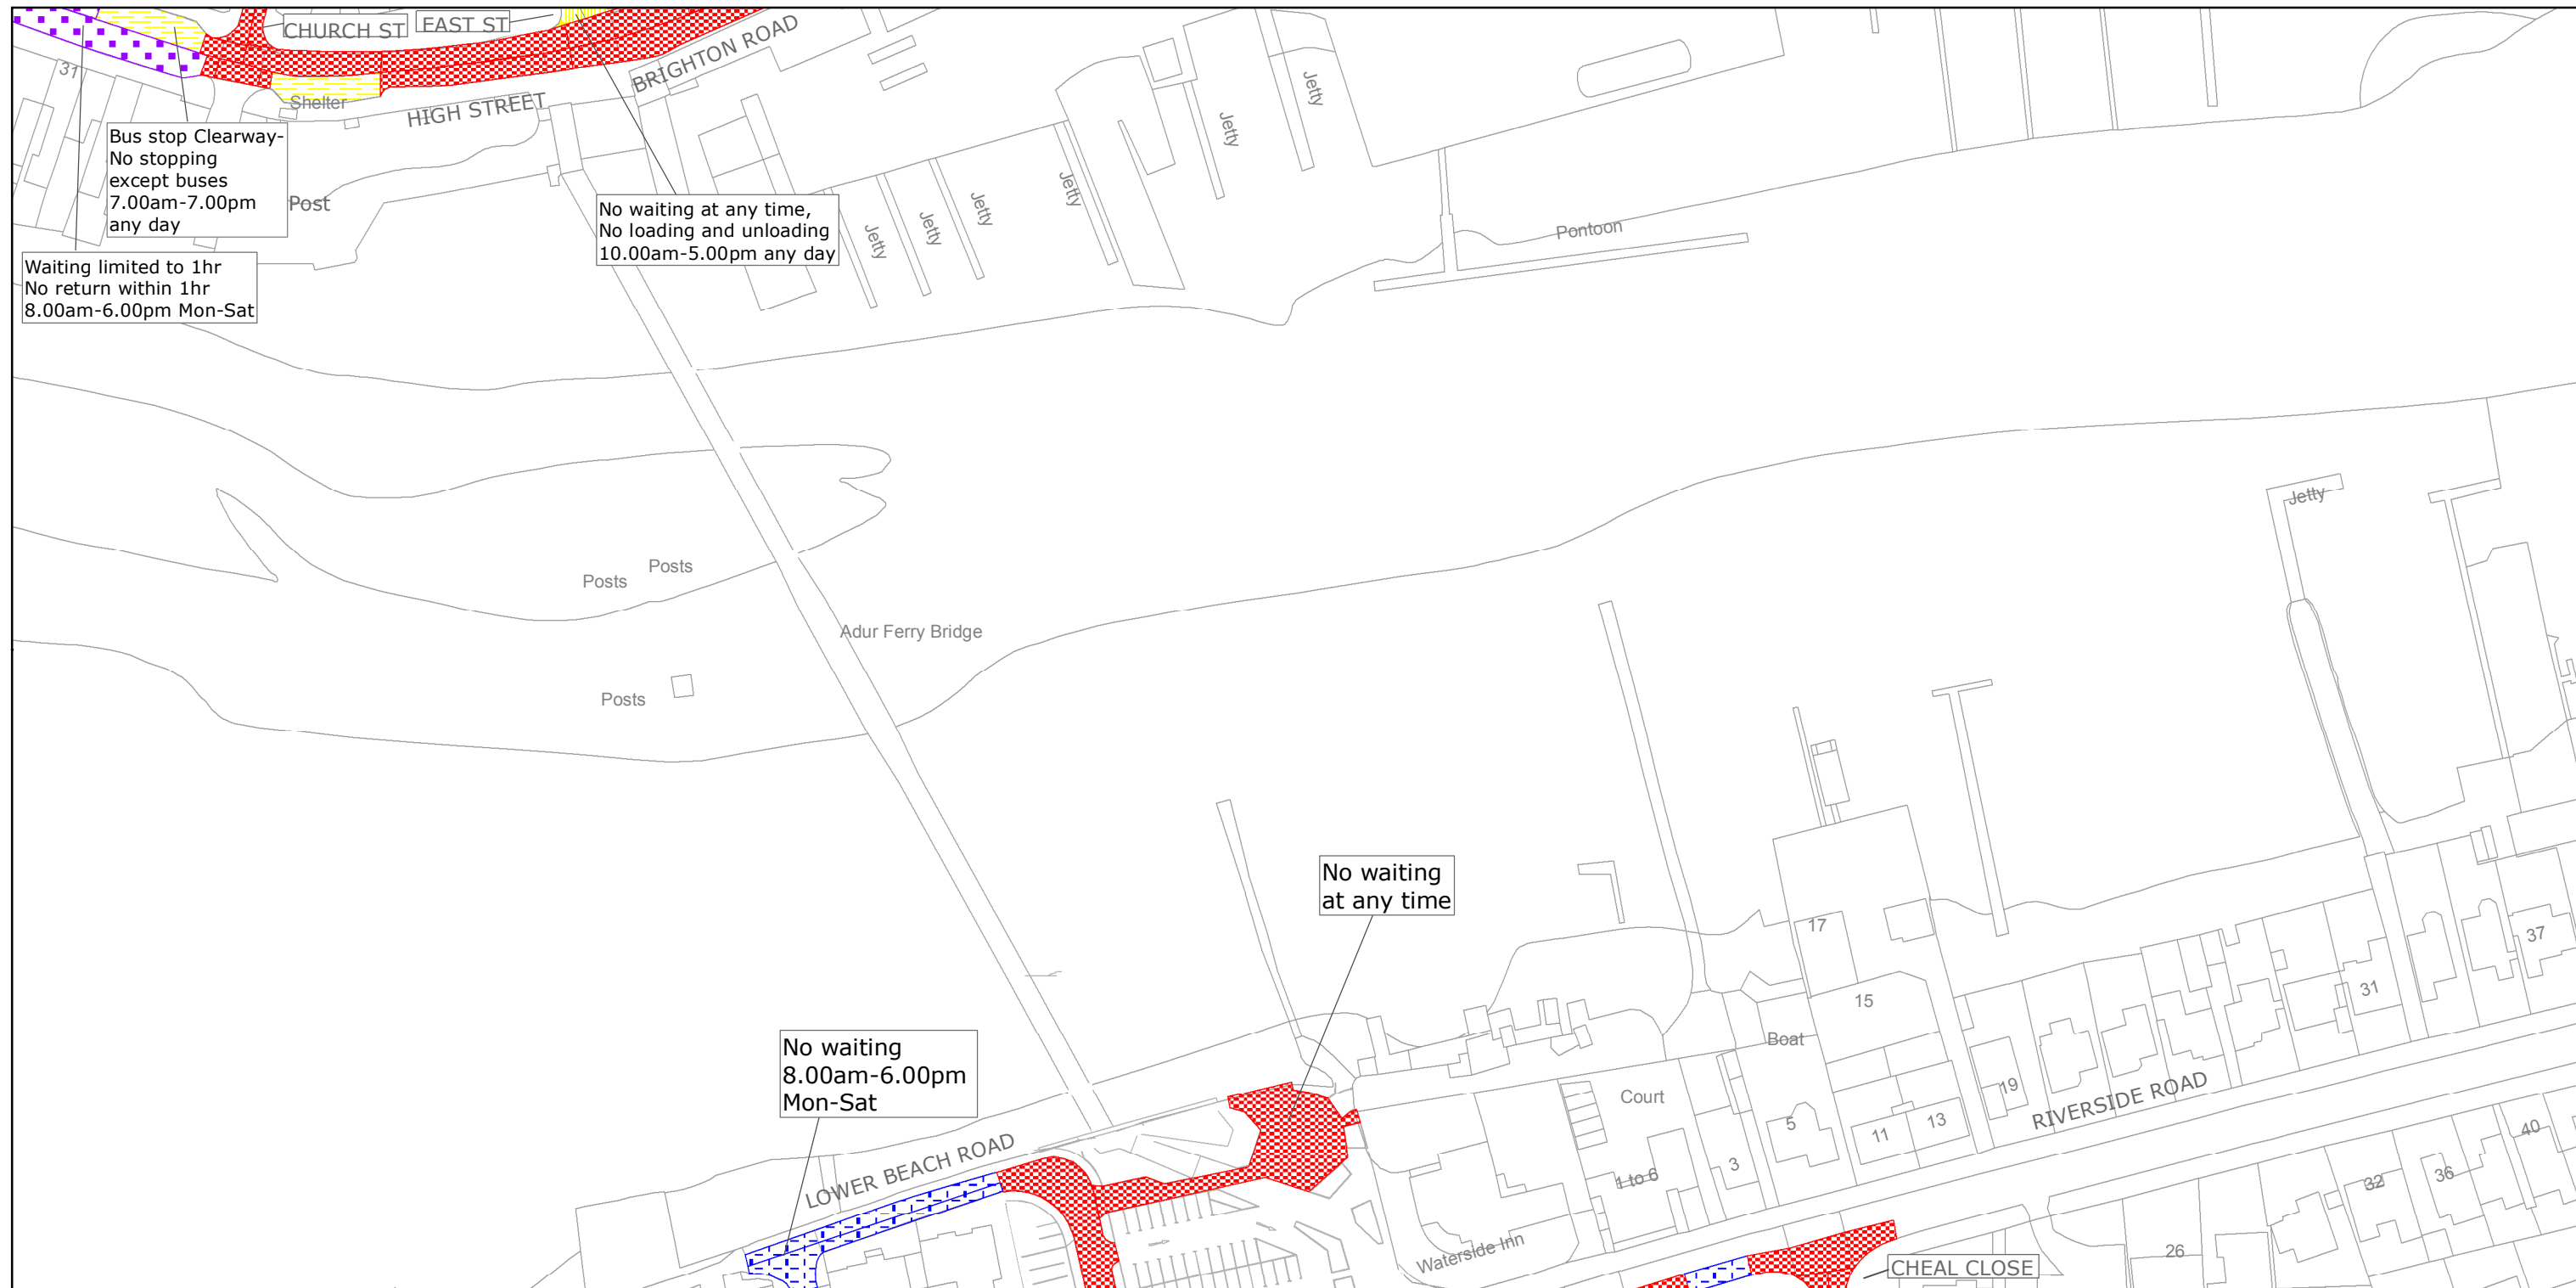 CHURCH ST
EAST ST
BRIGHTON ROAD
31
Shelter
HIGH STREET
Jetty
Jetty
Bus stop Clearway-
No stopping
except buses
7.00am-7.00pm
any day
Post
No waiting at any time,
No loading and unloading
10.00am-5.00pm any day
Jetty
Jetty
Jetty
Jetty
Pontoon
Waiting limited to 1hr
No return within 1hr
8.00am-6.00pm Mon-Sat
Jetty
Posts
Posts
Adur Ferry Bridge
Posts
No waiting
at any time
17
37
15
31
Boat
No waiting
8.00am-6.00pm
Mon-Sat
Court
19
RIVERSIDE ROAD
5
11
13
40
LOWER BEACH ROAD
1 to 6
3
32
36
Waterside Inn
26
CHEAL CLOSE